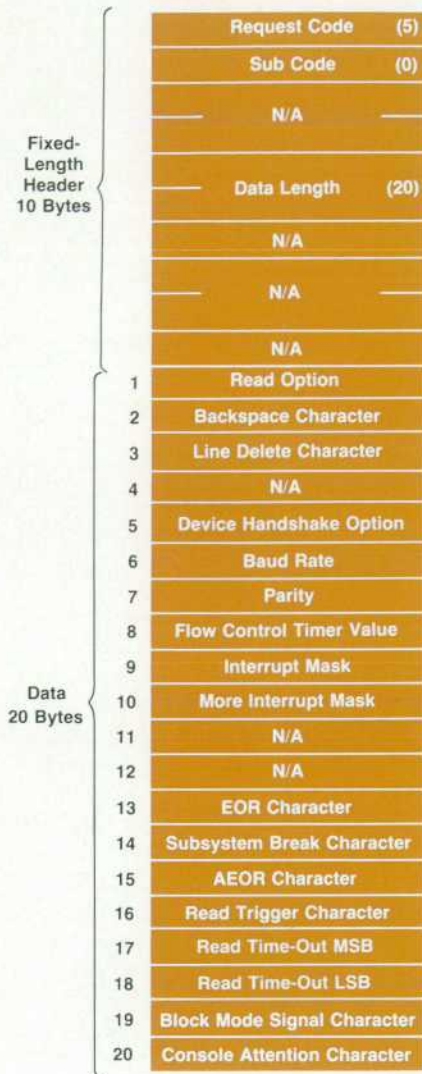 Request Code (5)
Sub Code (0)
N/A
Fixed-
Length
Header
10 Bytes
Data Length (20)
N/A
N/A
N/A
1 Read Option
2 Backspace Character
3 Line Delete Character
4 N/A
5 Device Handshake Option
6 Baud Rate
7 Parity
8 Flow Control Timer Value
9 Interrupt Mask
Data
20 Bytes
10 More Interrupt Mask
11 N/A
12 N/A
13 EOR Character
14 Subsystem Break Character
15 AEOR Character
16 Read Trigger Character
17 Read Time-Out MSB
18 Read Time-Out LSB
19 Block Mode Signal Character
20 Console Attention Character